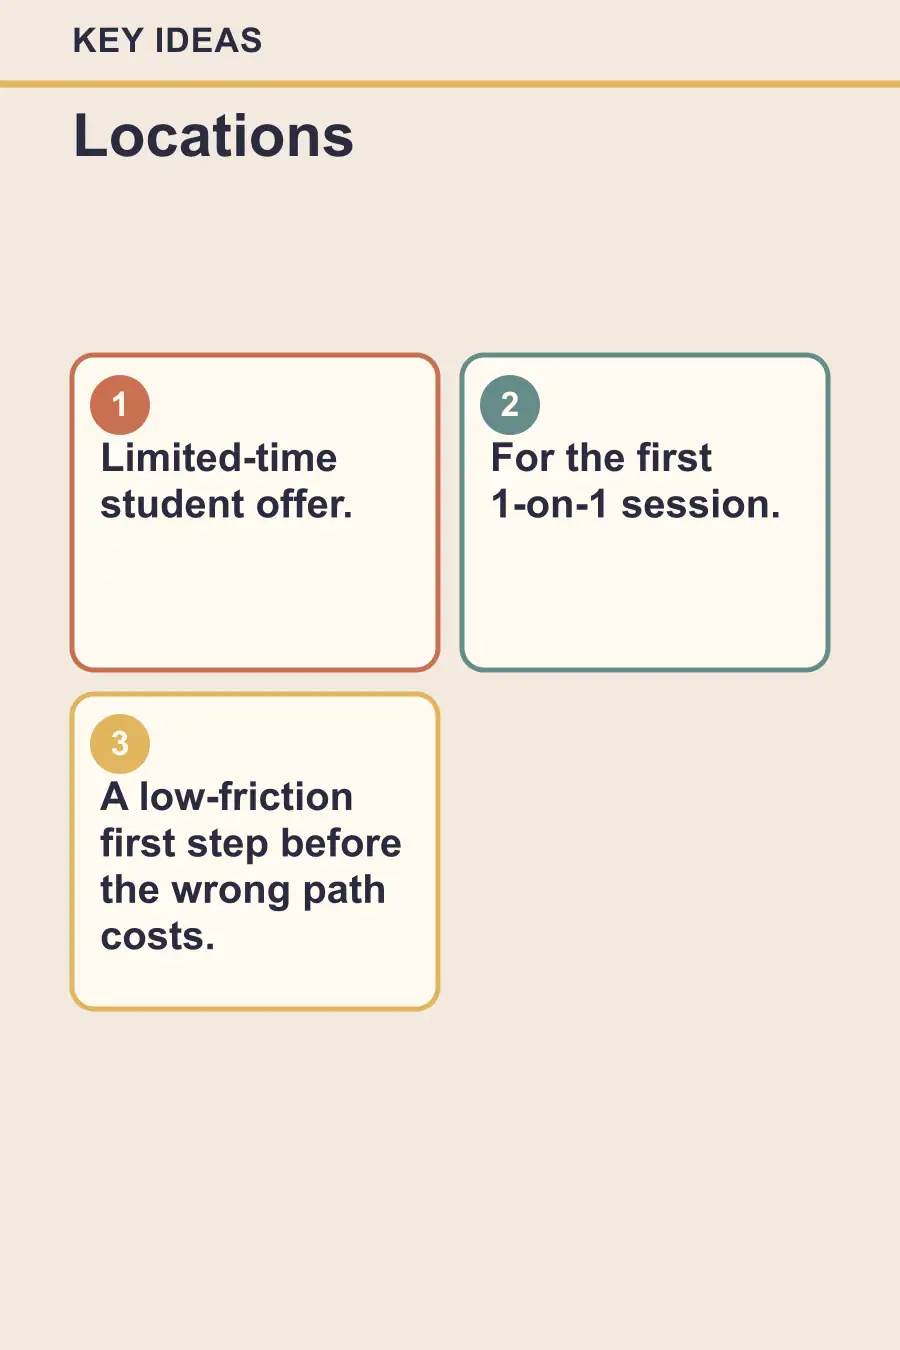 KEY IDEAS
Locations
1
Limited-time
student offer.
2
For the first
1-on-1 session.
3
A low-friction
first step before
the wrong path
costs.